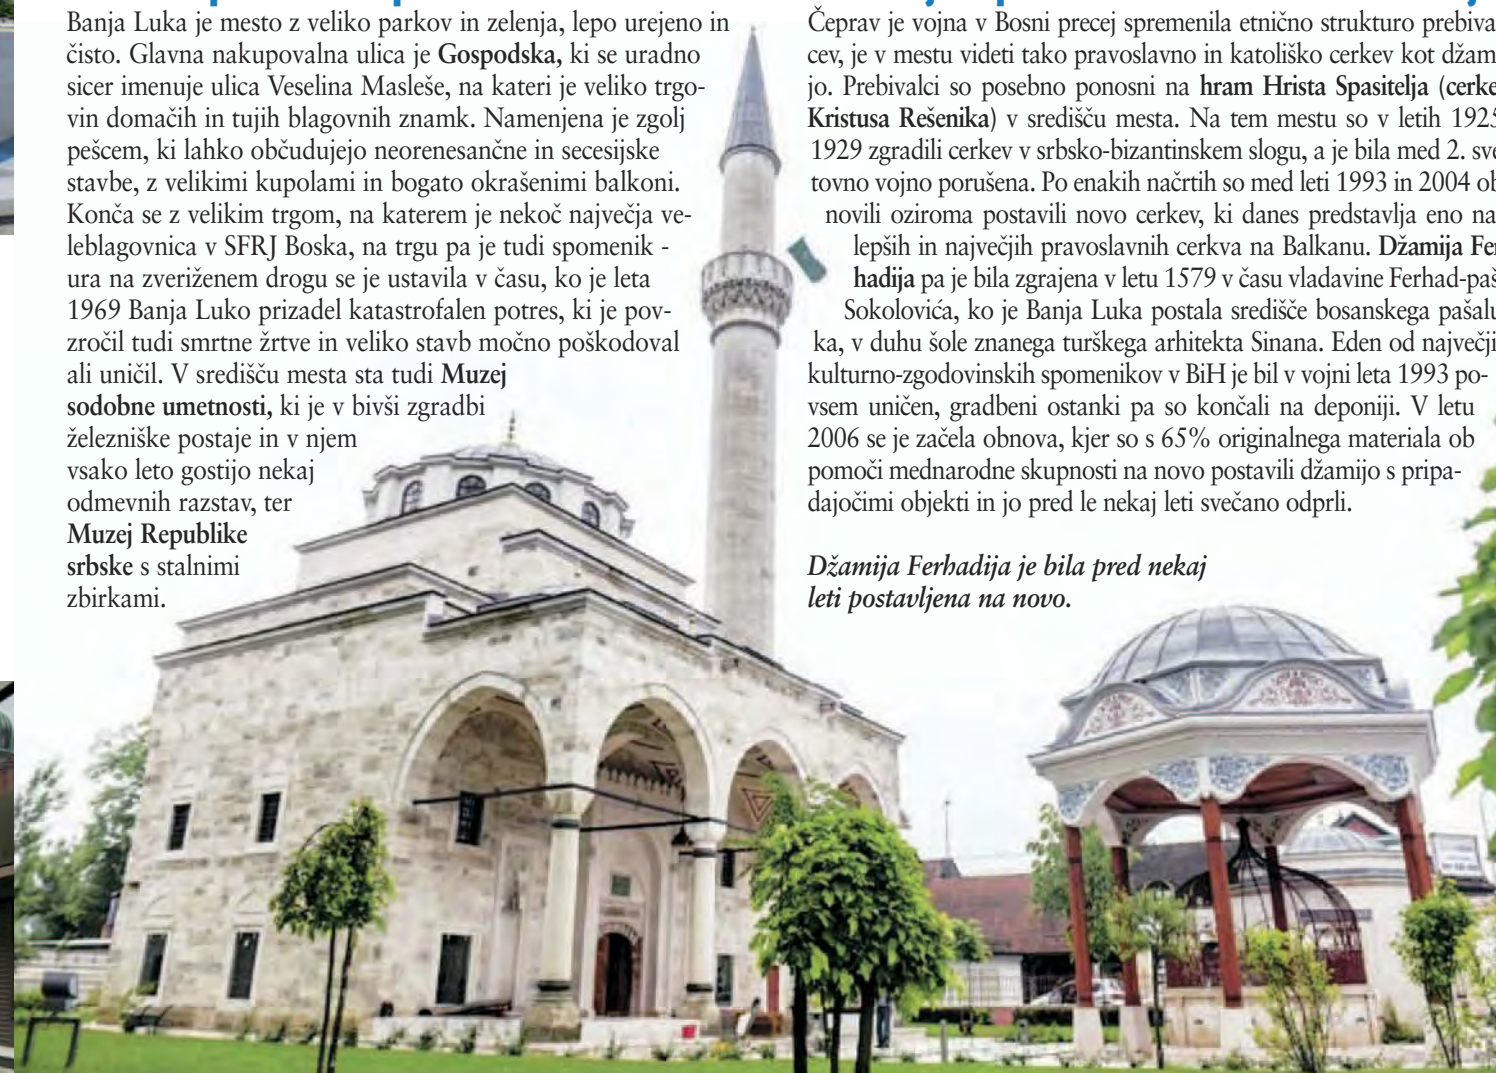 Banja Luka je mesto z veliko parkov in zelenja, lepo urejeno in
čisto. Glavna nakupovalna ulica je Gospodska, ki se uradno
sicer imenuje ulica Veselina Masleše, na kateri je veliko trgo-
vin domačih in tujih blagovnih znamk. Namenjena je zgolj
pešcem, ki lahko občudujejo neorenesančne in secesijske
stavbe, z velikimi kupolami in bogato okrašenimi balkoni.
Konča se z velikim trgom, na katerem je nekoč največja ve-
leblagovnica v SFRJ Boska, na trgu pa je tudi spomenik -
ura na zveriženem drogu se je ustavila v času, ko je leta
1969 Banja Luko prizadel katastrofalen potres, ki je pov-
zročil tudi smrtne žrtve in veliko stavb močno poškodoval
ali uničil. V središču mesta sta tudi Muzej
sodobne umetnosti, ki je v bivši zgradbi
železniške postaje in v njem
vsako leto gostijo nekaj
odmevnih razstav, ter
Muzej Republike
srbske s stalnimi
zbirkami.
Čeprav je vojna v Bosni precej spremenila etnično strukturo prebiva
cev, je v mestu videti tako pravoslavno in katoliško cerkev kot džam
jo. Prebivalci so posebno ponosni na hram Hrista Spasitelja (cerke
Kristusa Rešenika) v središču mesta. Na tem mestu so v letih 1925
1929 zgradili cerkev v srbsko-bizantinskem slogu, a je bila med 2. sve
tovno vojno porušena. Po enakih načrtih so med leti 1993 in 2004 ob
novili oziroma postavili novo cerkev, ki danes predstavlja eno na
lepših in največjih pravoslavnih cerkva na Balkanu. Džamija Fer
hadija pa je bila zgrajena v letu 1579 v času vladavine Ferhad-paš
Sokolovića, ko je Banja Luka postala središče bosanskega pašalu
ka, v duhu šole znanega turškega arhitekta Sinana. Eden od največji
kulturno-zgodovinskih spomenikov v BiH je bil v vojni leta 1993 po-
vsem uničen, gradbeni ostanki pa so končali na deponiji. V letu
2006 se je začela obnova, kjer so s 65% originalnega materiala ob
pomoči mednarodne skupnosti na novo postavili džamijo s pripa-
dajočimi objekti in jo pred le nekaj leti svečano odprli.
Džamija Ferhadija je bila pred nekaj
leti postavljena na novo.